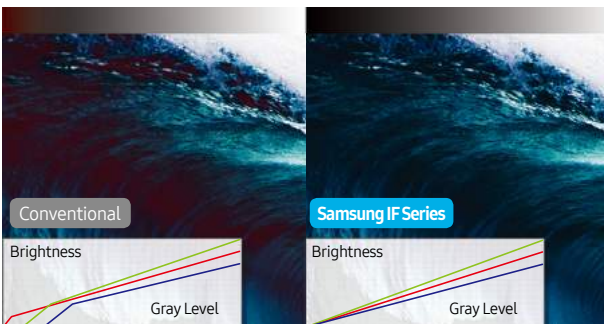 Conventional
Samsung IF Series
Brightness
Gray Level
Brightness
Gray Level